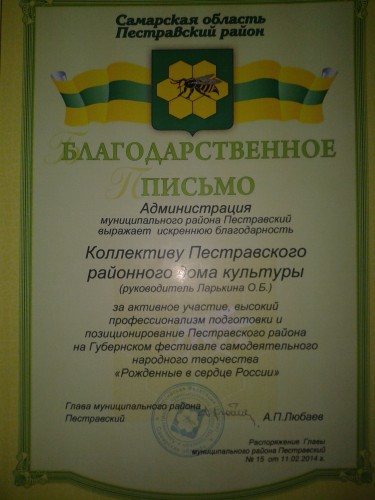 Самарская область
Пестравский район
БЛАГОДАРСТВЕННОЕ
ПИСЬМО
Администрация
муниципального района Пестравский
выражает искреннюю благодарность
Коллективу Пестравского
районного дома культуры
(руководитель Ларькина О.Б.)
за активное участие, высокий
профессионализм подготовки и
позиционирование Пестравского района
на Губернском фестивале самодеятельного
народного творчества
«Рожденные в сердце России»
Глава муниципального района
Пестравский
А.П.Любаев
Распоряжение Главы
муниципального района Пестравский
№ 15 от 11.02.2014 г.